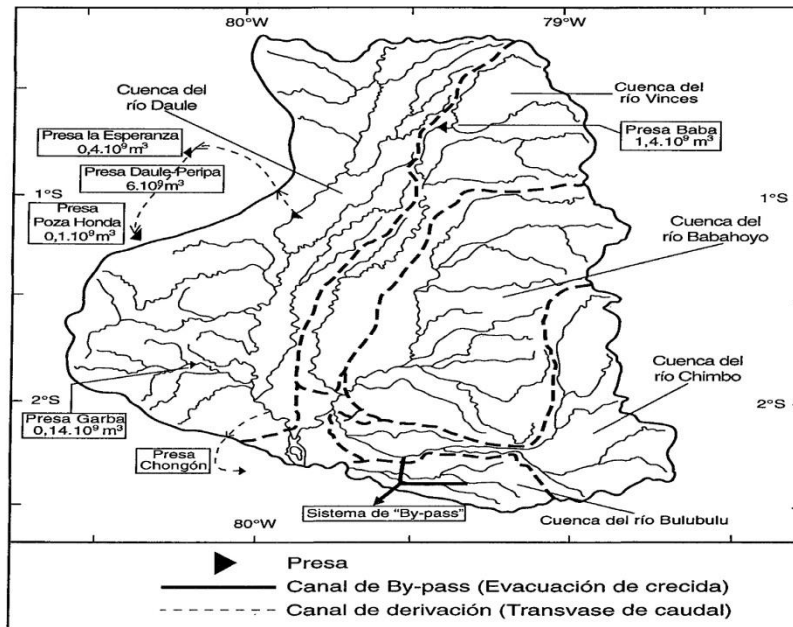 80°W
79°W
Cuenca del
río Daule
Cuenca del
río Vinces
Presa la Esperanza
0,4.10⁹ m³
Presa Baba
1,4.10⁹ m³
Presa Daule-Peripa
6.10⁹m³
1°S
1°S
Presa
Poza Honda
0,1.10⁹m³
Cuenca del
río Babahoyo
Cuenca del
río Chimbo
2°S
2°S
Presa Garba
0,14.10⁹m³
Presa
Chongón
Sistema de "By-pass"
80°W
Cuenca del río Bulubulu
Presa
Canal de By-pass (Evacuación de crecida)
Canal de derivación (Transvase de caudal)